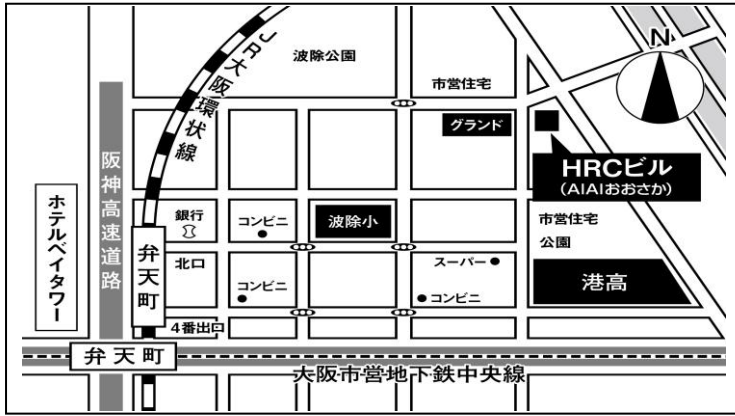 N
JR大阪環状線
波除公園
市営住宅
グランド
HRCビル
(AIAIおおさか)
阪神高速道路
ホテルベイタワー
銀行
コンビニ
波除小
市営住宅
公園
弁天町
北口
スーパー
コンビニ
コンビニ
港高
4番出口
弁天町
大阪市営地下鉄中央線